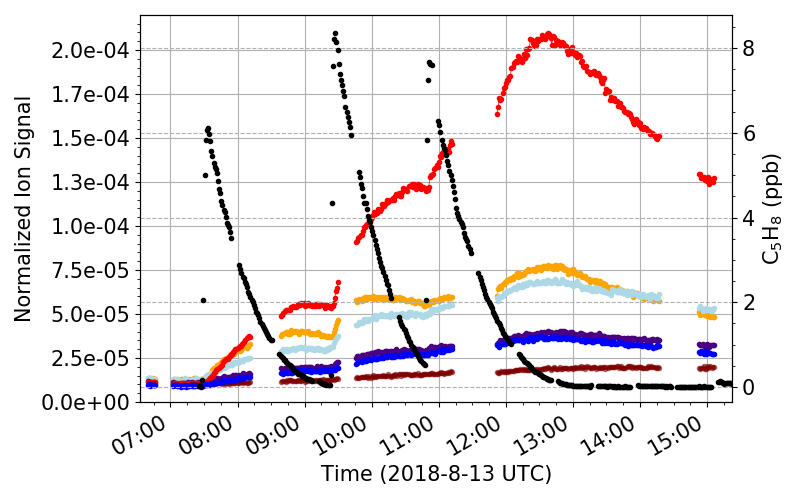 Normalized Ion Signal
2.0e-04
1.7e-04
1.5e-04
1.3e-04
1.0e-04
7.5e-05
5.0e-05
2.5e-05
0.0e+00
8
6
4
2
0
C₅H₈ (ppb)
07:00
08:00
09:00
10:00
11:00
12:00
13:00
14:00
15:00
Time (2018-8-13 UTC)